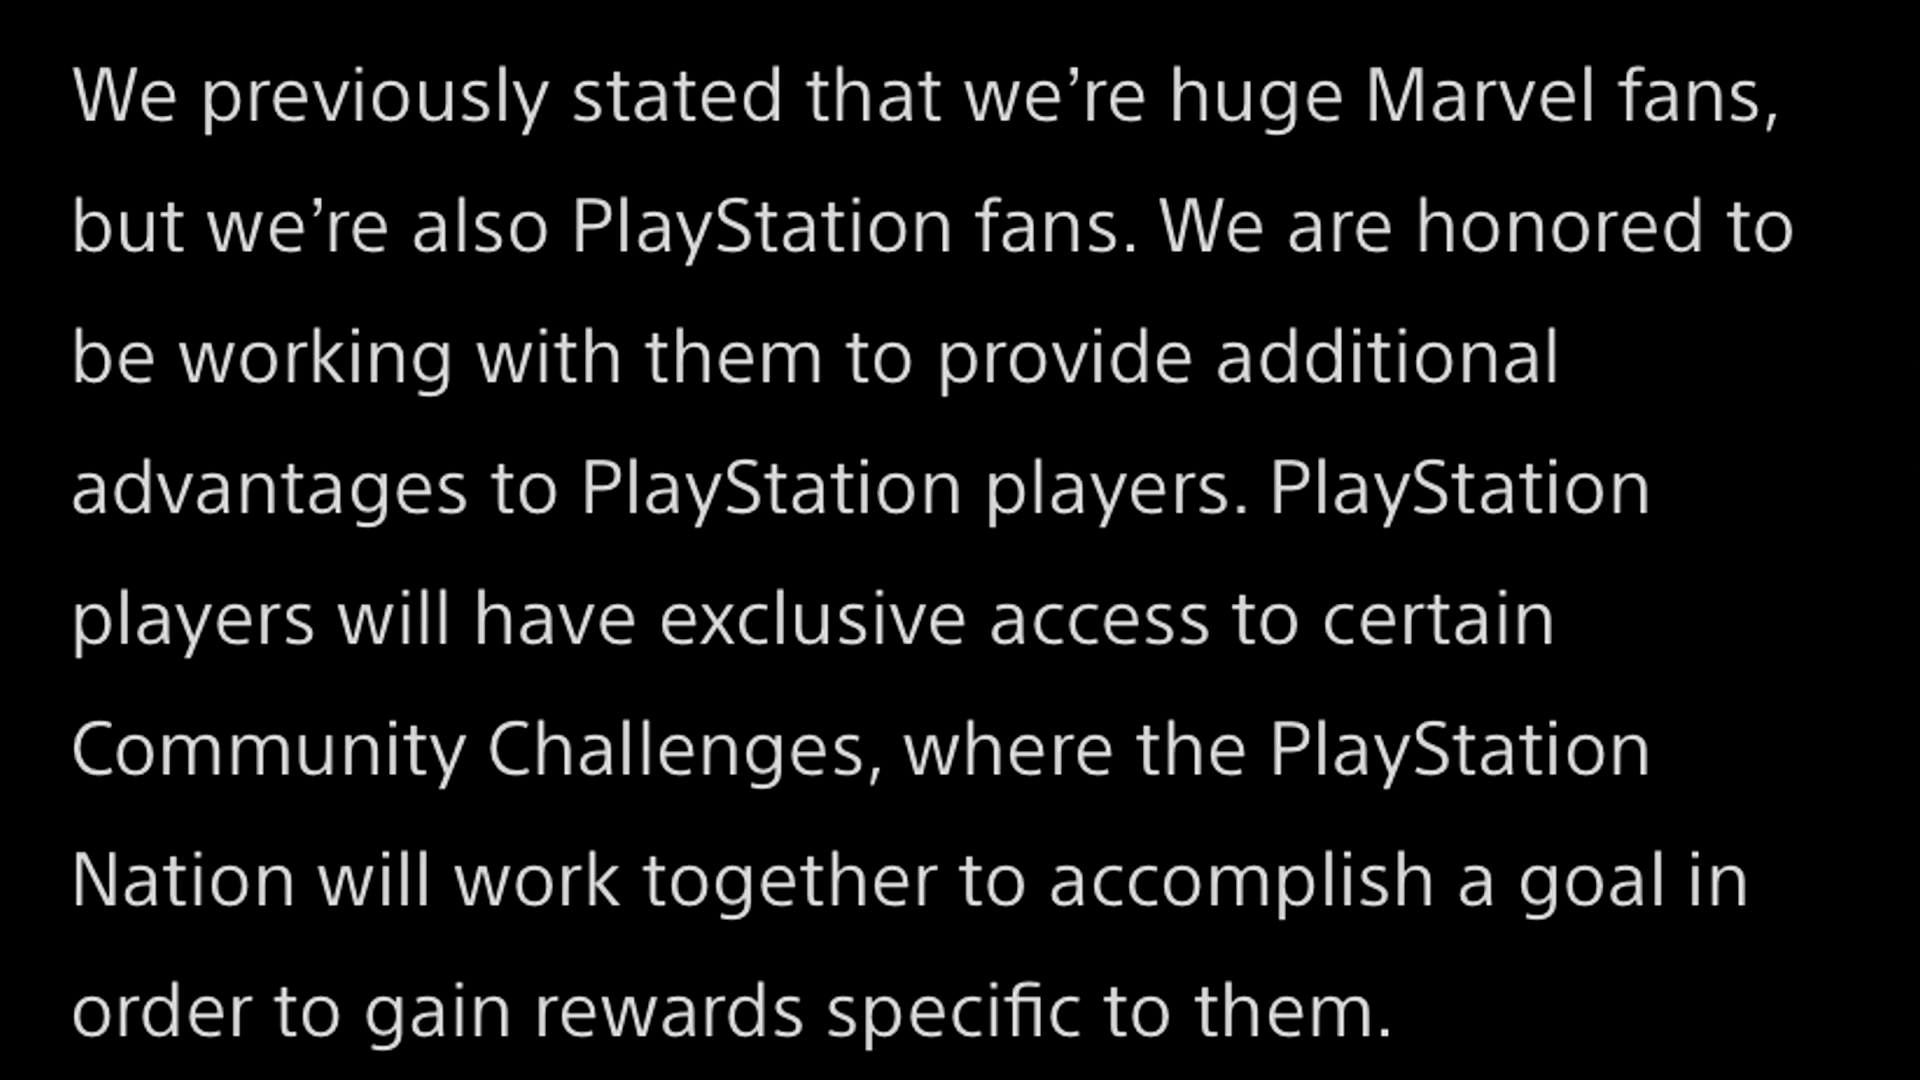 We previously stated that we’re huge Marvel fans,
but we’re also PlayStation fans. We are honored to
be working with them to provide additional
advantages to PlayStation players. PlayStation
players will have exclusive access to certain
Community Challenges, where the PlayStation
Nation will work together to accomplish a goal in
order to gain rewards specific to them.